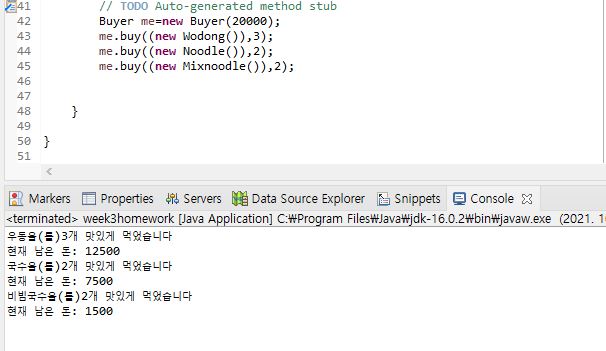 41 // TODO Auto-generated method stub
42 Buyer me=new Buyer(20000);
43 me.buy((new Wodong()),3);
44 me.buy((new Noodle()),2);
45 me.buy((new Mixnoodle()),2);
46
47
48 }
49
50 }
51
Markers Properties Servers Data Source Explorer Snippets Console
<terminated> week3homework [Java Application] C:₩Program Files₩Java₩jdk-16.0.2₩bin₩javaw.exe (2021. 10
우동을(를)3개 맛있게 먹었습니다
현재 남은 돈: 12500
국수을(를)2개 맛있게 먹었습니다
현재 남은 돈: 7500
비빔국수을(를)2개 맛있게 먹었습니다
현재 남은 돈: 1500